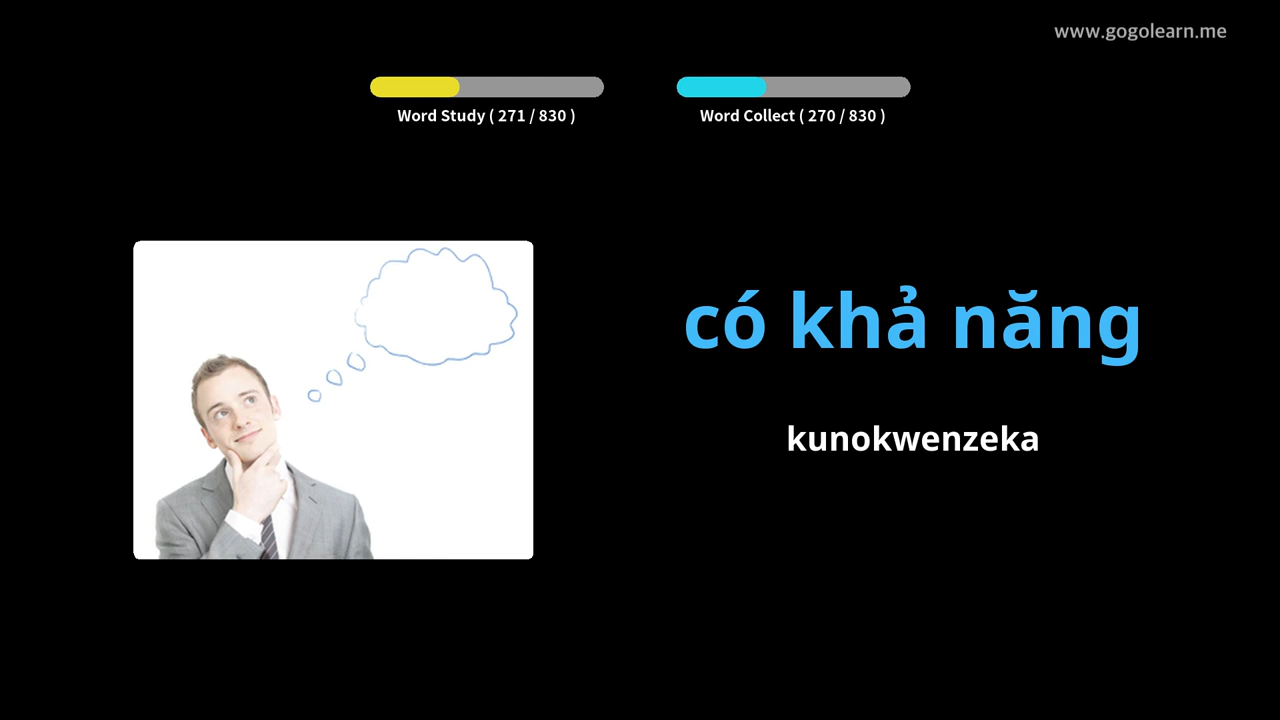 www.gogolearn.me
Word Study ( 271 / 830 )
Word Collect ( 270 / 830 )
có khả năng
kunokwenzeka